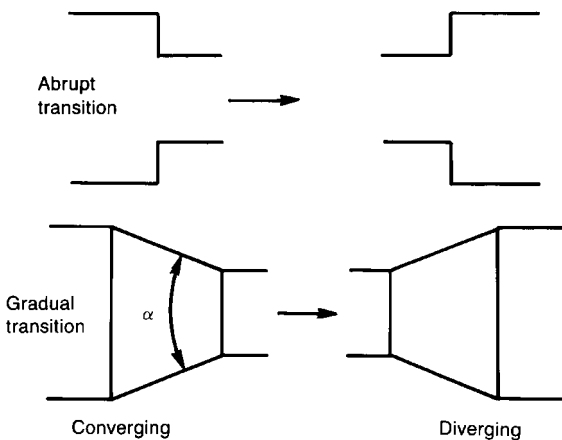 Abrupt
transition
Gradual
transition
α
Converging
Diverging